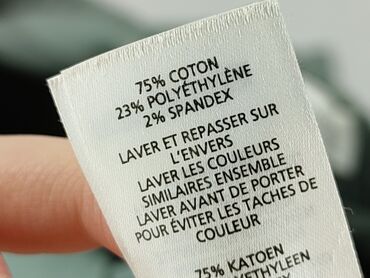 75% COTON
23% POLYÉTHYLÈNE
2% SPANDEX
LAVER ET REPASSER SUR
L'ENVERS
LAVER LES COULEURS
SIMILAIRES ENSEMBLE
LAVER AVANT DE PORTER
POUR ÉVITER LES TACHES DE
COULEUR
75% KATOEN